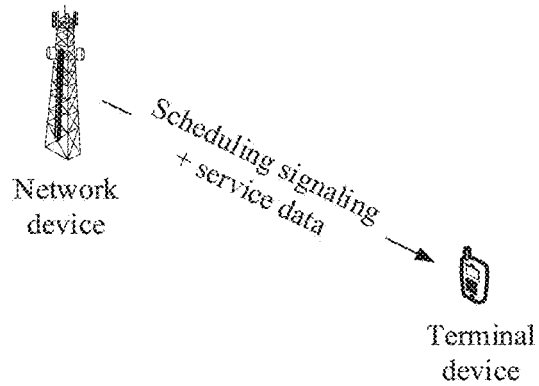 Scheduling signaling
+ service data
Network
device
Terminal
device